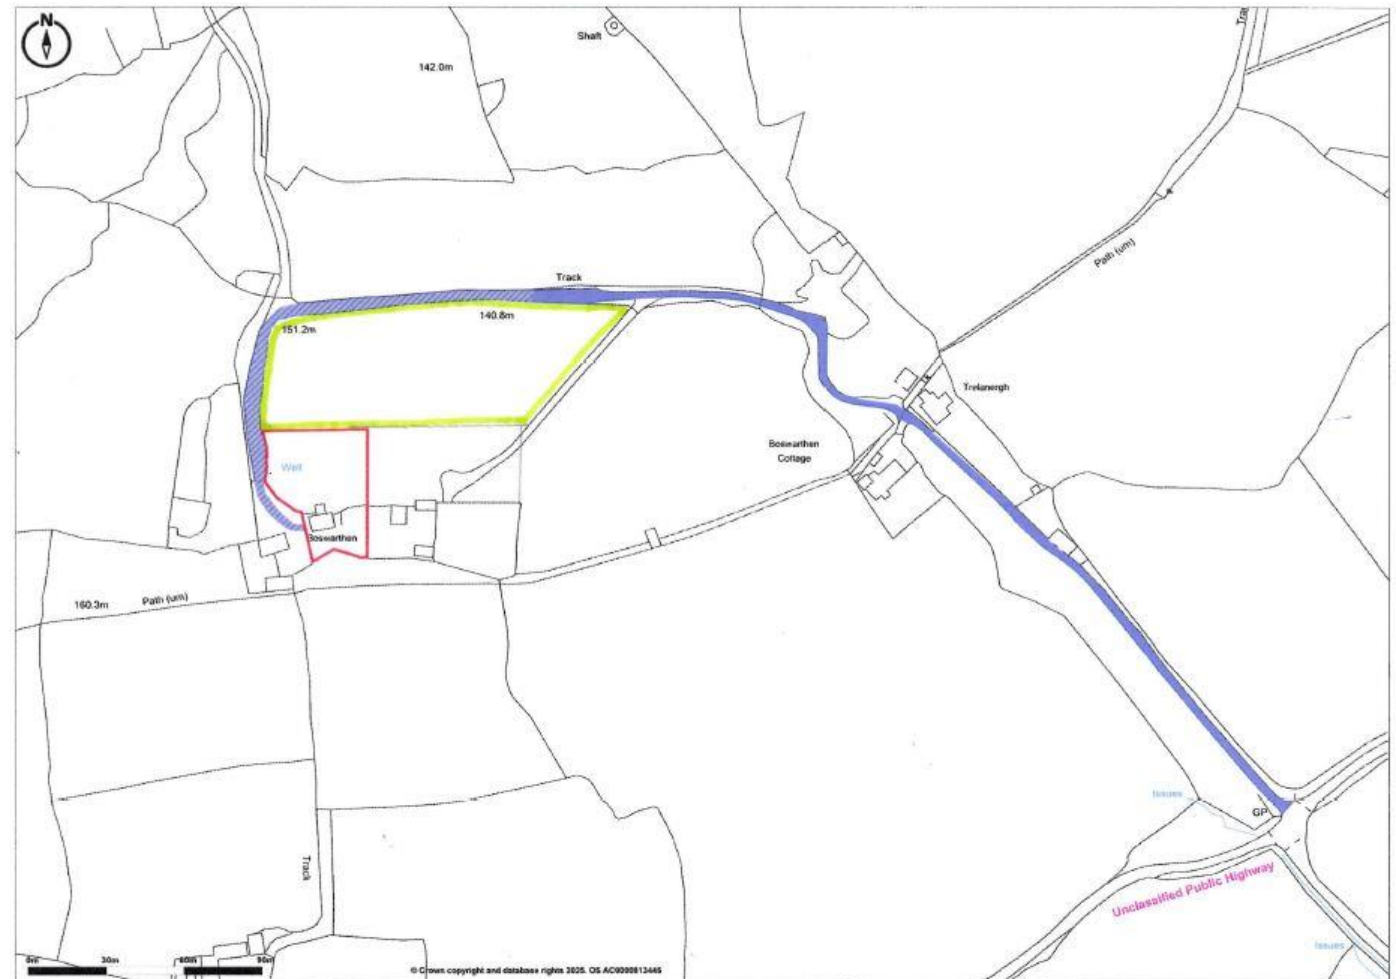 N
Shaft
142.0m
Path (um)
Track
140.8m
151.2m
Trelanergh
Boswarthen
Cottage
Well
Boswarthen
160.3m
Path (um)
Issues
GP
Track
Unclassified Public Highway
Issues
0m
30m
60m
90m
© Crown copyright and database rights 2025. OS AC0000813445